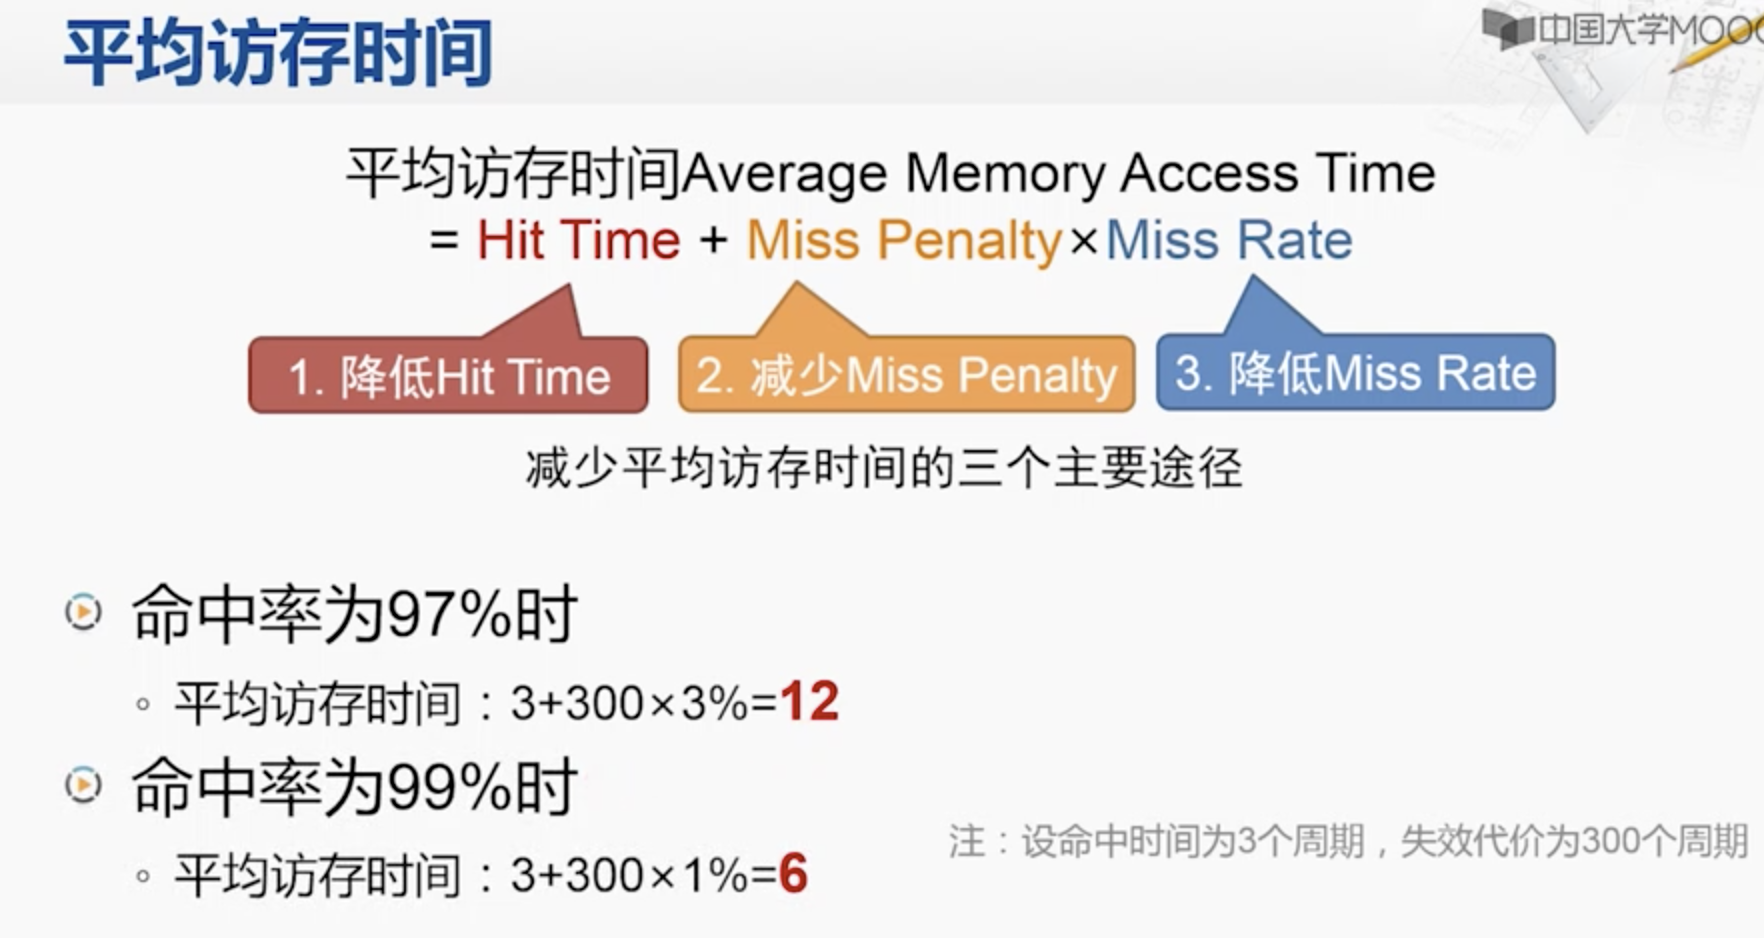 平均访存时间
中国大学MOOC
平均访存时间Average Memory Access Time
= Hit Time + Miss Penalty×Miss Rate
1. 降低Hit Time
2. 减少Miss Penalty
3. 降低Miss Rate
减少平均访存时间的三个主要途径
命中率为97%时
平均访存时间：3+300×3%=12
命中率为99%时
平均访存时间：3+300×1%=6
注：设命中时间为3个周期，失效代价为300个周期